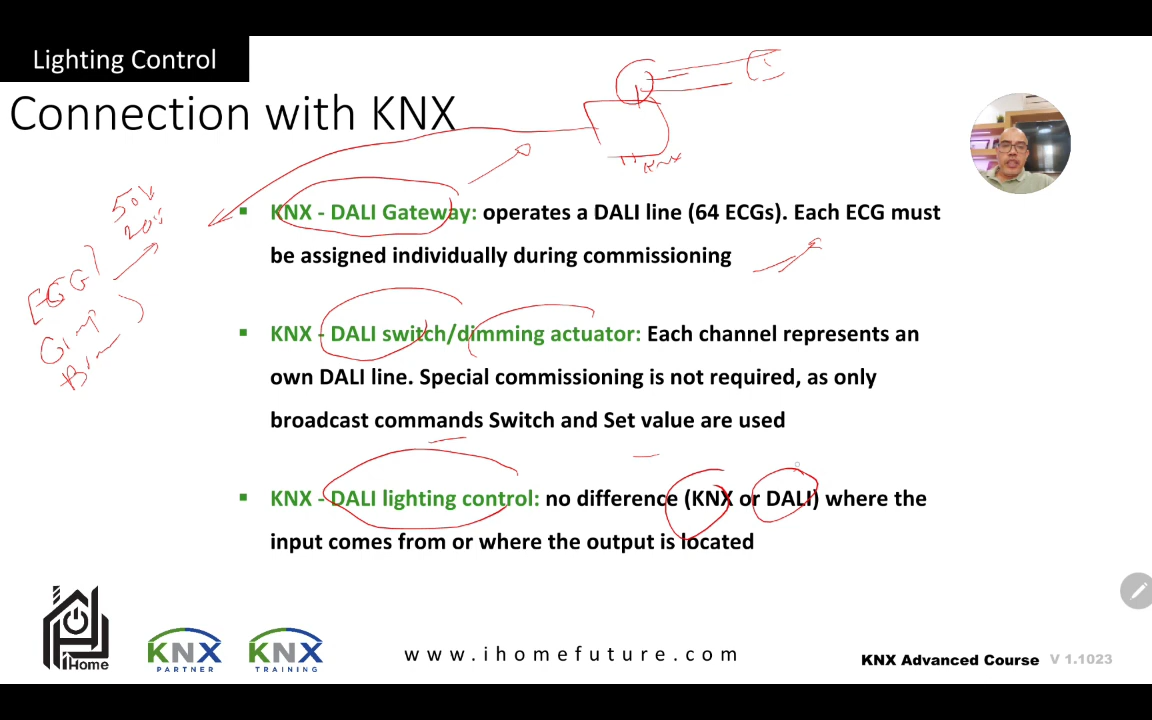 Lighting Control
Connection with KNX
KNX
50%
20%
▪ KNX - DALI Gateway: operates a DALI line (64 ECGs). Each ECG must
be assigned individually during commissioning
▪ KNX - DALI switch/dimming actuator: Each channel represents an
own DALI line. Special commissioning is not required, as only
broadcast commands Switch and Set value are used
▪ KNX - DALI lighting control: no difference (KNX or DALI) where the
input comes from or where the output is located
iHome
KNX
PARTNER
KNX
TRAINING
www.ihomefuture.com
KNX Advanced Course V 1.1023